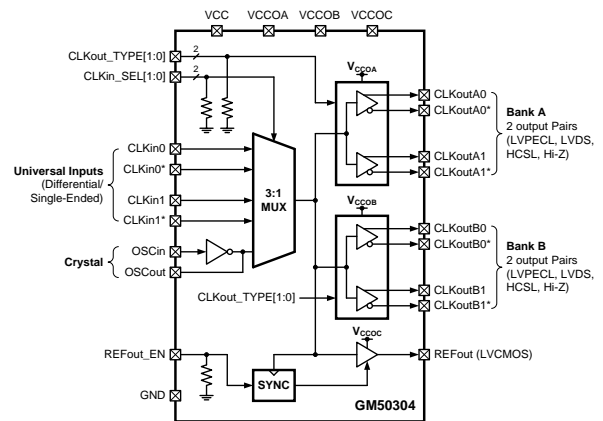 VCC VCCOA VCCOB VCCOC
CLKout_TYPE[1:0] 2
CLKin_SEL[1:0] 2
VCCOA
CLKoutA0
CLKoutA0*
CLKoutA1
CLKoutA1*
Bank A
2 output Pairs
(LVPECL, LVDS,
HCSL, Hi-Z)
Universal Inputs
(Differential/
Single-Ended)
CLKin0
CLKin0*
CLKin1
CLKin1*
3:1
MUX
Crystal
OSCin
OSCout
VCCOB
CLKoutB0
CLKoutB0*
CLKoutB1
CLKoutB1*
Bank B
2 output Pairs
(LVPECL, LVDS,
HCSL, Hi-Z)
CLKout_TYPE[1:0]
VCCOC
REFout_EN
REFout (LVCMOS)
SYNC
GND
GM50304